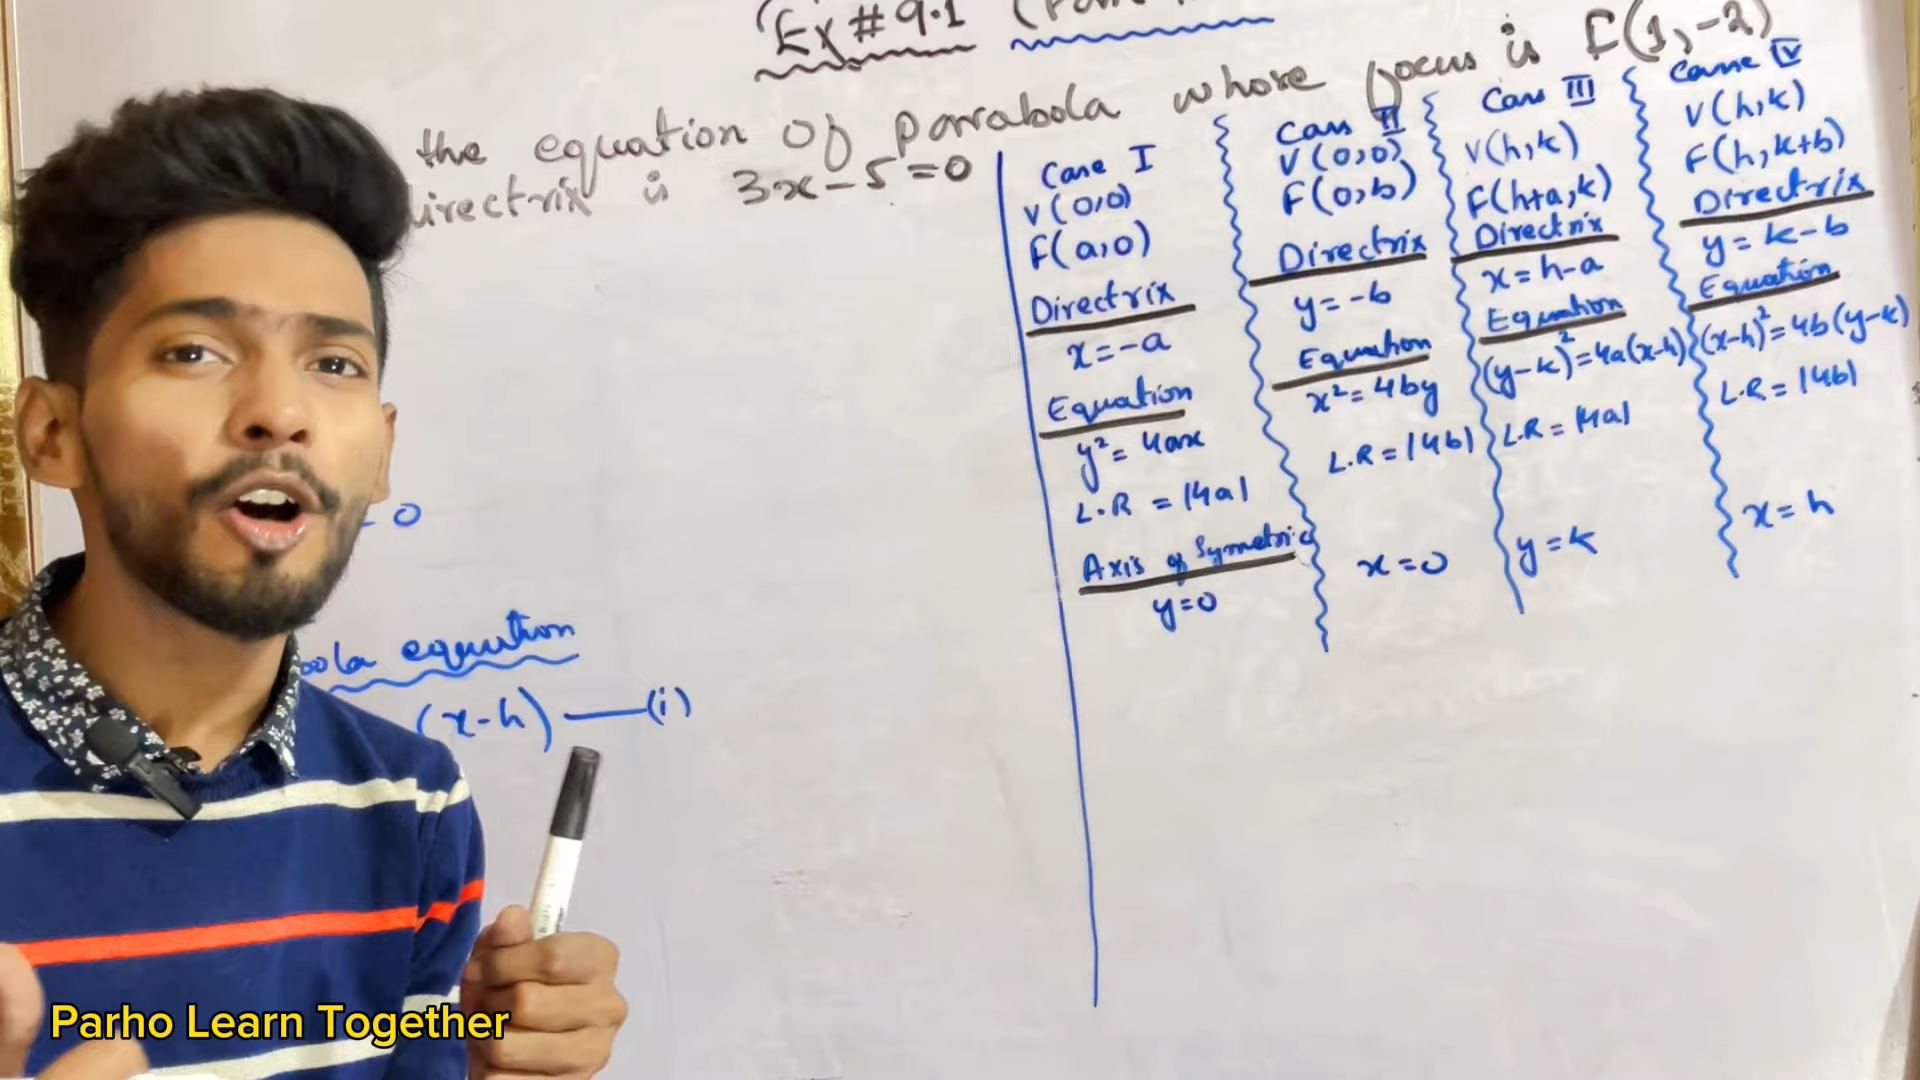 Ex # 9.1
the equation of parrabola whose focus is F(1,-2)
directrix is 3x-5=0
= 0
equation
(x-h) —(i)
Case I
V(0,0)
F(a,0)
Directrix
x=-a
Equation
y²=4ax
L.R = |4a|
Axis of Symetric
y=0
Case II
V(0,0)
F(0,b)
Directrix
y=-b
Equation
x²=4by
L.R=|4b|
x=0
Case III
V(h,k)
F(h+a,k)
Directrix
x=h-a
Equation
(y-k)²=4a(x-h)
L.R=|4a|
y=k
Case IV
V(h,k)
F(h,k+b)
Directrix
y=k-b
Equation
(x-h)²=4b(y-k)
L.R=|4b|
x=h
Parho Learn Together